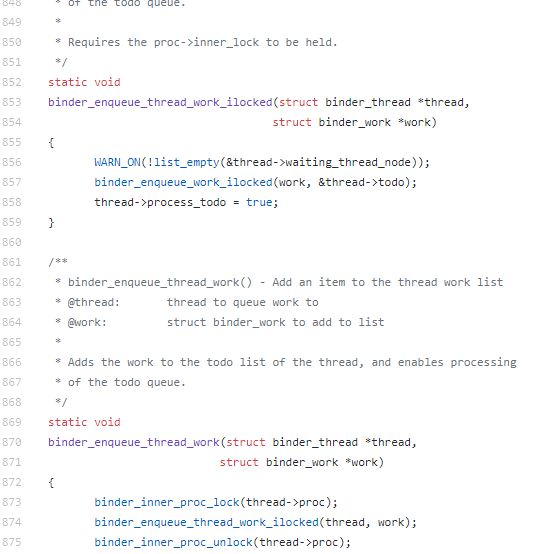 848 * of the todo queue.
849 *
850 * Requires the proc->inner_lock to be held.
851 */
852 static void
853 binder_enqueue_thread_work_ilocked(struct binder_thread *thread,
854 struct binder_work *work)
855 {
856 WARN_ON(!list_empty(&thread->waiting_thread_node));
857 binder_enqueue_work_ilocked(work, &thread->todo);
858 thread->process_todo = true;
859 }
860
861 /**
862 * binder_enqueue_thread_work() - Add an item to the thread work list
863 * @thread: thread to queue work to
864 * @work: struct binder_work to add to list
865 *
866 * Adds the work to the todo list of the thread, and enables processing
867 * of the todo queue.
868 */
869 static void
870 binder_enqueue_thread_work(struct binder_thread *thread,
871 struct binder_work *work)
872 {
873 binder_inner_proc_lock(thread->proc);
874 binder_enqueue_thread_work_ilocked(thread, work);
875 binder_inner_proc_unlock(thread->proc);